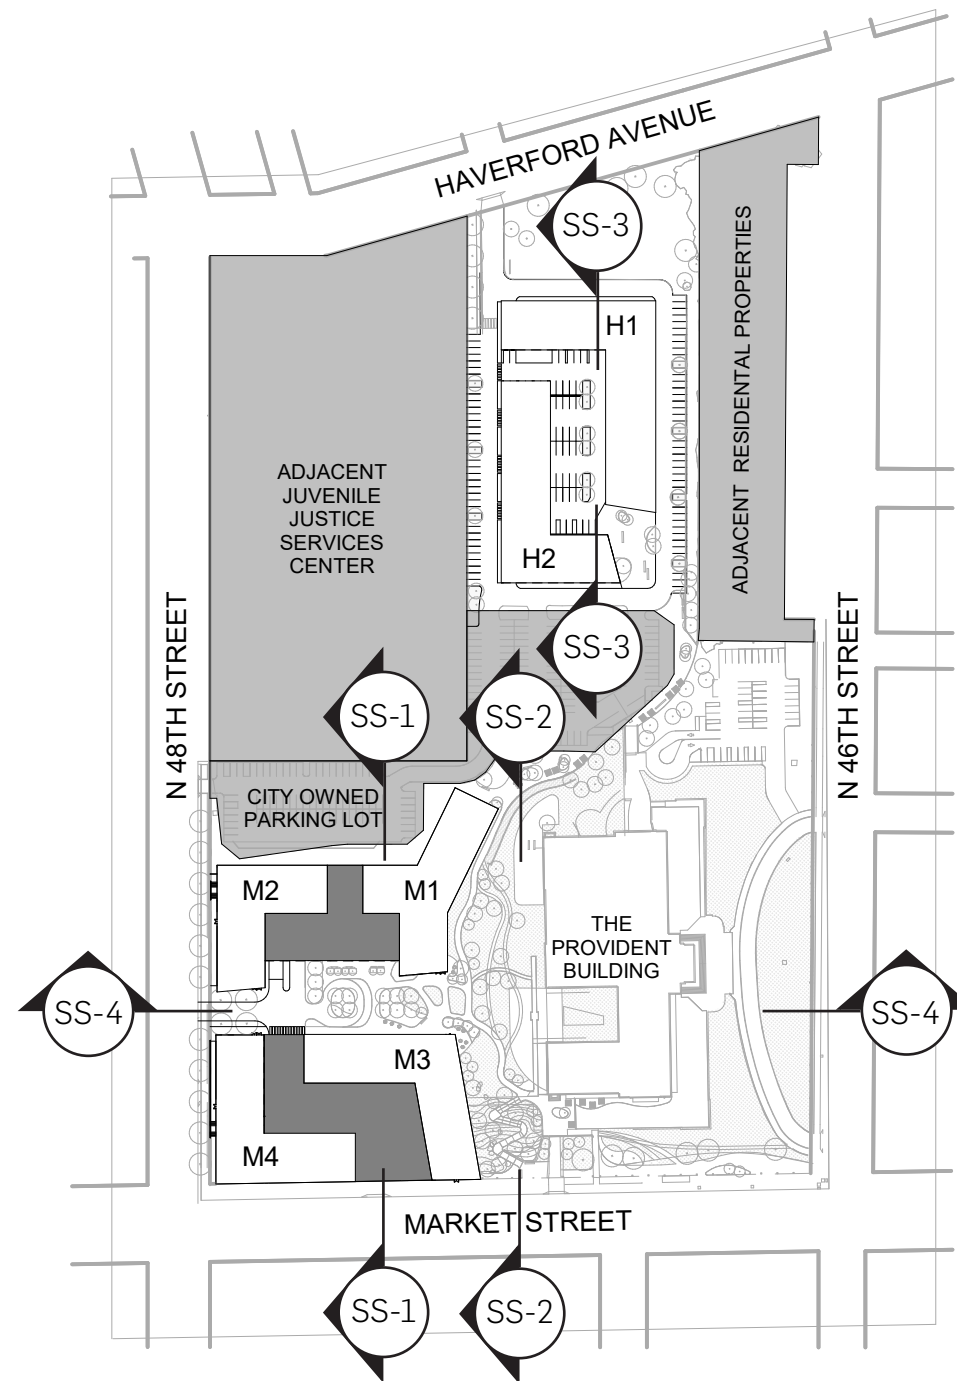 HAVERFORD AVENUE
SS-3
H1
ADJACENT RESIDENTIAL PROPERTIES
ADJACENT
JUVENILE
JUSTICE
SERVICES
CENTER
H2
N 48TH STREET
N 46TH STREET
SS-3
SS-1
SS-2
CITY OWNED
PARKING LOT
M2
M1
THE
PROVIDENT
BUILDING
SS-4
SS-4
M3
M4
MARKET STREET
SS-1
SS-2